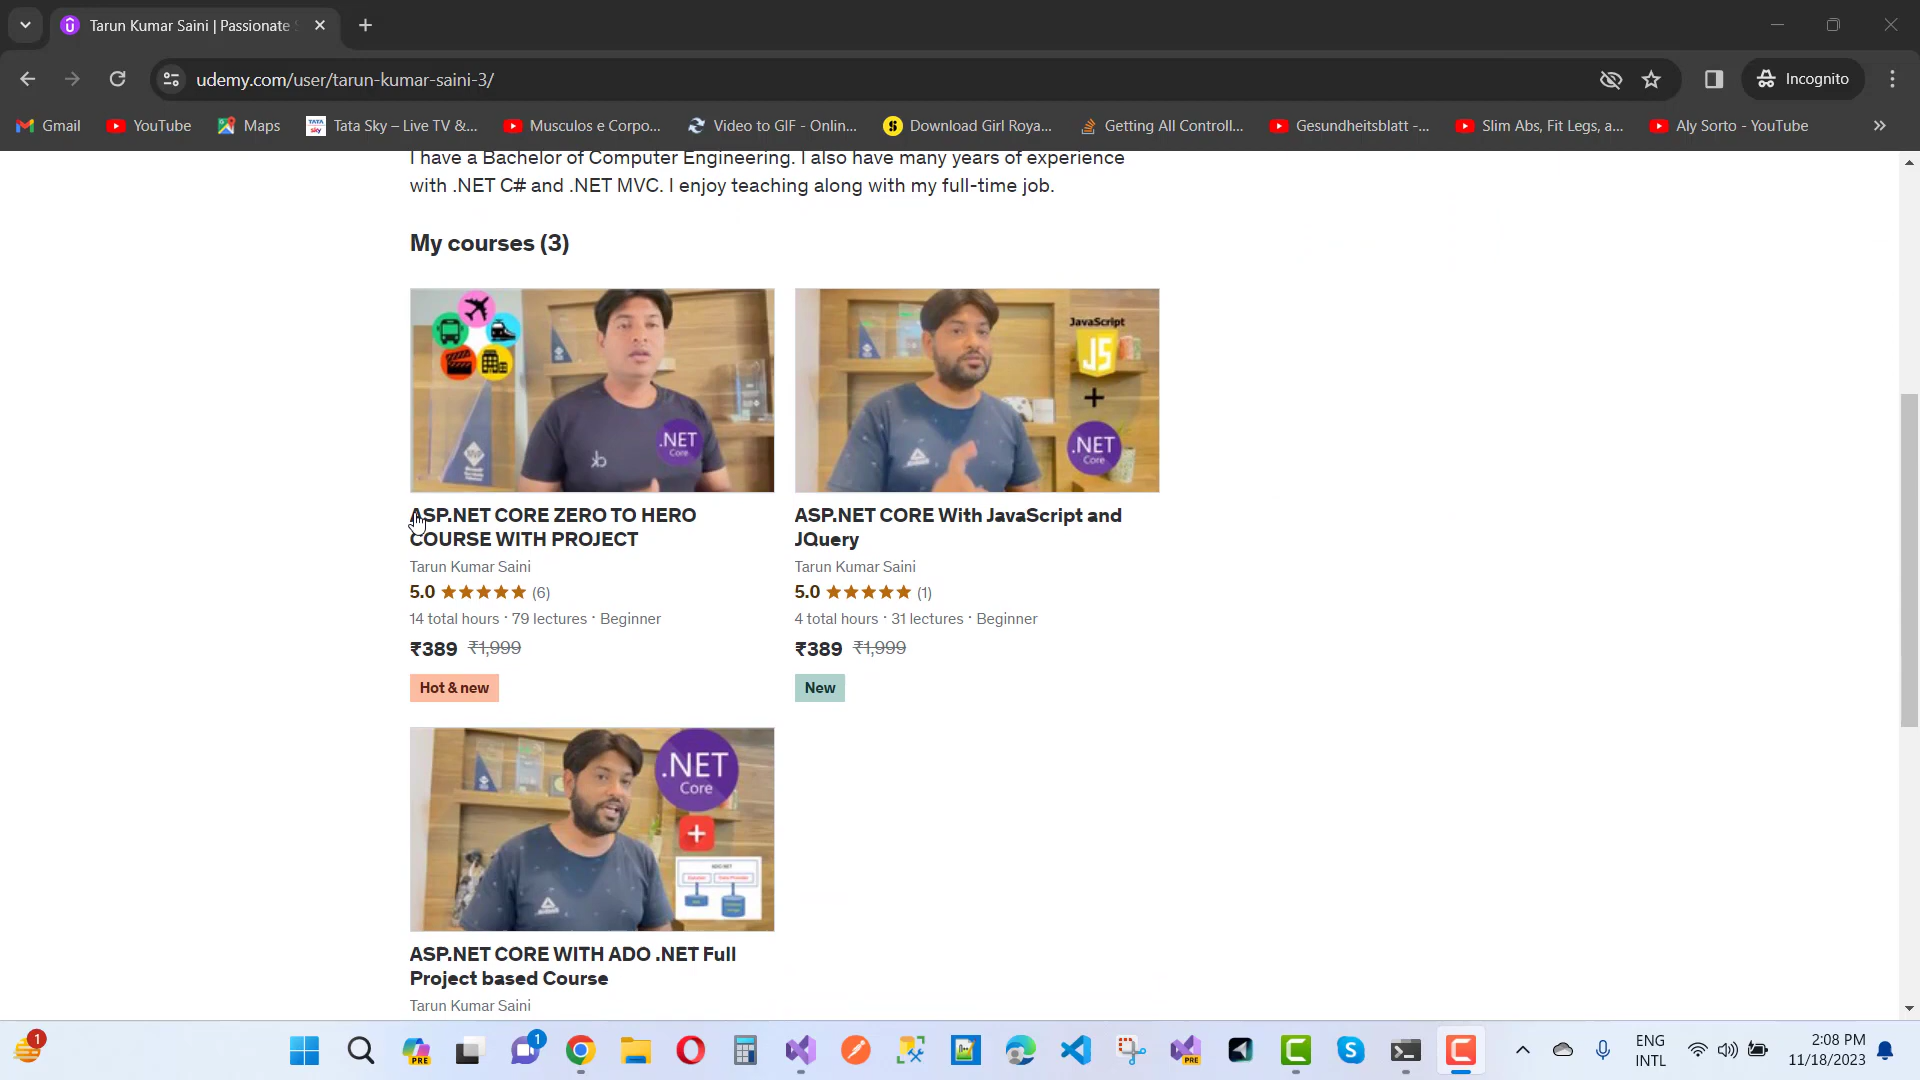 Tarun Kumar Saini | Passionate
udemy.com/user/tarun-kumar-saini-3/
Incognito
Gmail
YouTube
Maps
Tata Sky – Live TV &...
Musculos e Corpo...
Video to GIF - Onlin...
Download Girl Roya...
Getting All Controll...
Gesundheitsblatt -...
Slim Abs, Fit Legs, a...
Aly Sorto - YouTube
I have a Bachelor of Computer Engineering. I also have many years of experience
with .NET C# and .NET MVC. I enjoy teaching along with my full-time job.
My courses (3)
.NET
Core
JavaScript
JS
+
.NET
Core
ASP.NET CORE ZERO TO HERO
COURSE WITH PROJECT
Tarun Kumar Saini
5.0 (6)
14 total hours · 79 lectures · Beginner
₹389 ₹1,999
Hot & new
ASP.NET CORE With JavaScript and
JQuery
Tarun Kumar Saini
5.0 (1)
4 total hours · 31 lectures · Beginner
₹389 ₹1,999
New
.NET
Core
+
ASP.NET CORE WITH ADO .NET Full
Project based Course
Tarun Kumar Saini
1
PRE
1
PRE
ENG
INTL
2:08 PM
11/18/2023